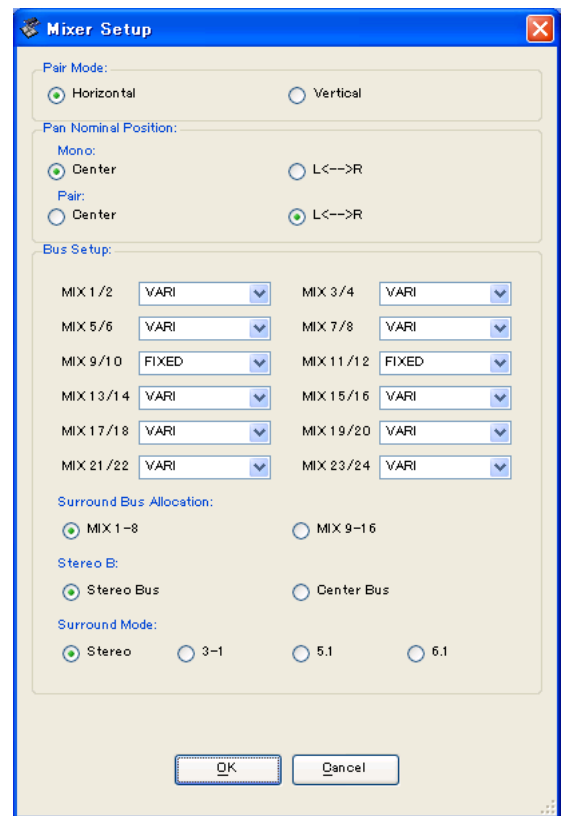 Mixer Setup
Pair Mode:
Horizontal Vertical
Pan Nominal Position:
Mono:
Center L<-->R
Pair:
Center L<-->R
Bus Setup:
MIX 1/2 VARI MIX 3/4 VARI
MIX 5/6 VARI MIX 7/8 VARI
MIX 9/10 FIXED MIX 11/12 FIXED
MIX 13/14 VARI MIX 15/16 VARI
MIX 17/18 VARI MIX 19/20 VARI
MIX 21/22 VARI MIX 23/24 VARI
Surround Bus Allocation:
MIX 1-8 MIX 9-16
Stereo B:
Stereo Bus Center Bus
Surround Mode:
Stereo 3-1 5.1 6.1
OK Cancel